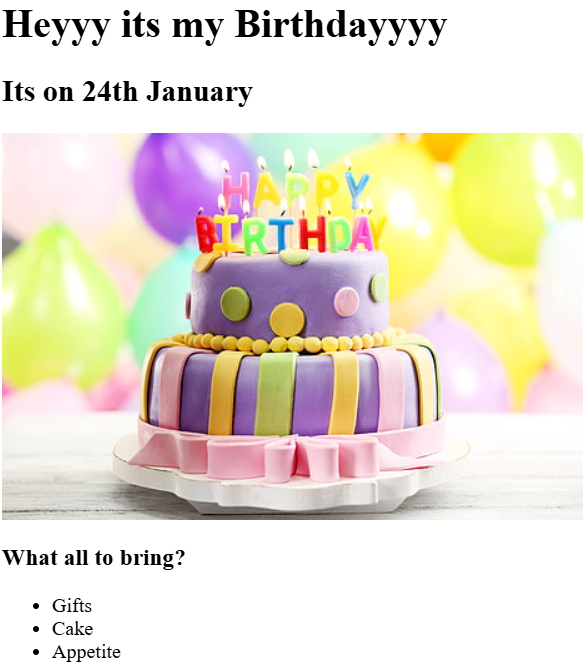 Heyyy its my Birthdayyyy
Its on 24th January
HAPPY
BIRTHDAY
What all to bring?
Gifts
Cake
Appetite